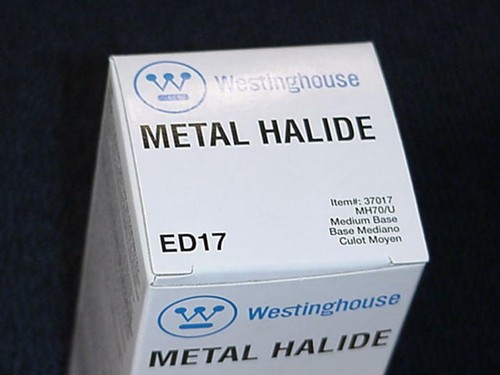 Westinghouse
METAL HALIDE
Item#: 37017
MH70/U
Medium Base
Base Mediano
Culot Moyen
ED17
Westinghouse
METAL HALIDE